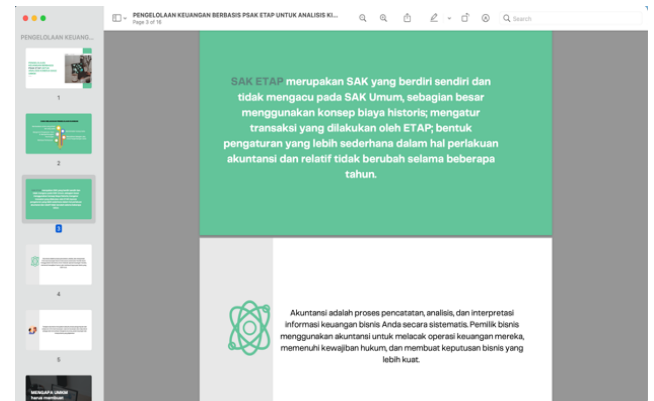 PENGELOLAAN KEUANGAN BERBASIS PSAK ETAP UNTUK ANALISIS KI...
Page 3 of 16
Search
PENGELOLAAN KEUANG...
1
2
3
4
5
MENGAPA UMKM
harus membuat
SAK ETAP merupakan SAK yang berdiri sendiri dan
tidak mengacu pada SAK Umum, sebagian besar
menggunakan konsep biaya historis; mengatur
transaksi yang dilakukan oleh ETAP; bentuk
pengaturan yang lebih sederhana dalam hal perlakuan
akuntansi dan relatif tidak berubah selama beberapa
tahun.
Akuntansi adalah proses pencatatan, analisis, dan interpretasi
informasi keuangan bisnis Anda secara sistematis. Pemilik bisnis
menggunakan akuntansi untuk melacak operasi keuangan mereka,
memenuhi kewajiban hukum, dan membuat keputusan bisnis yang
lebih kuat.